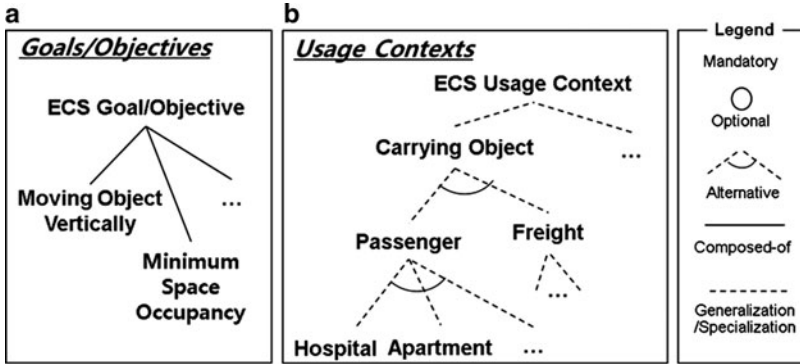 a
Goals/Objectives
ECS Goal/Objective
Moving Object
Vertically
...
Minimum
Space
Occupancy
b
Usage Contexts
ECS Usage Context
Carrying Object
...
Passenger
Freight
...
Hospital
Apartment
...
Legend
Mandatory
Optional
Alternative
Composed-of
Generalization
/Specialization